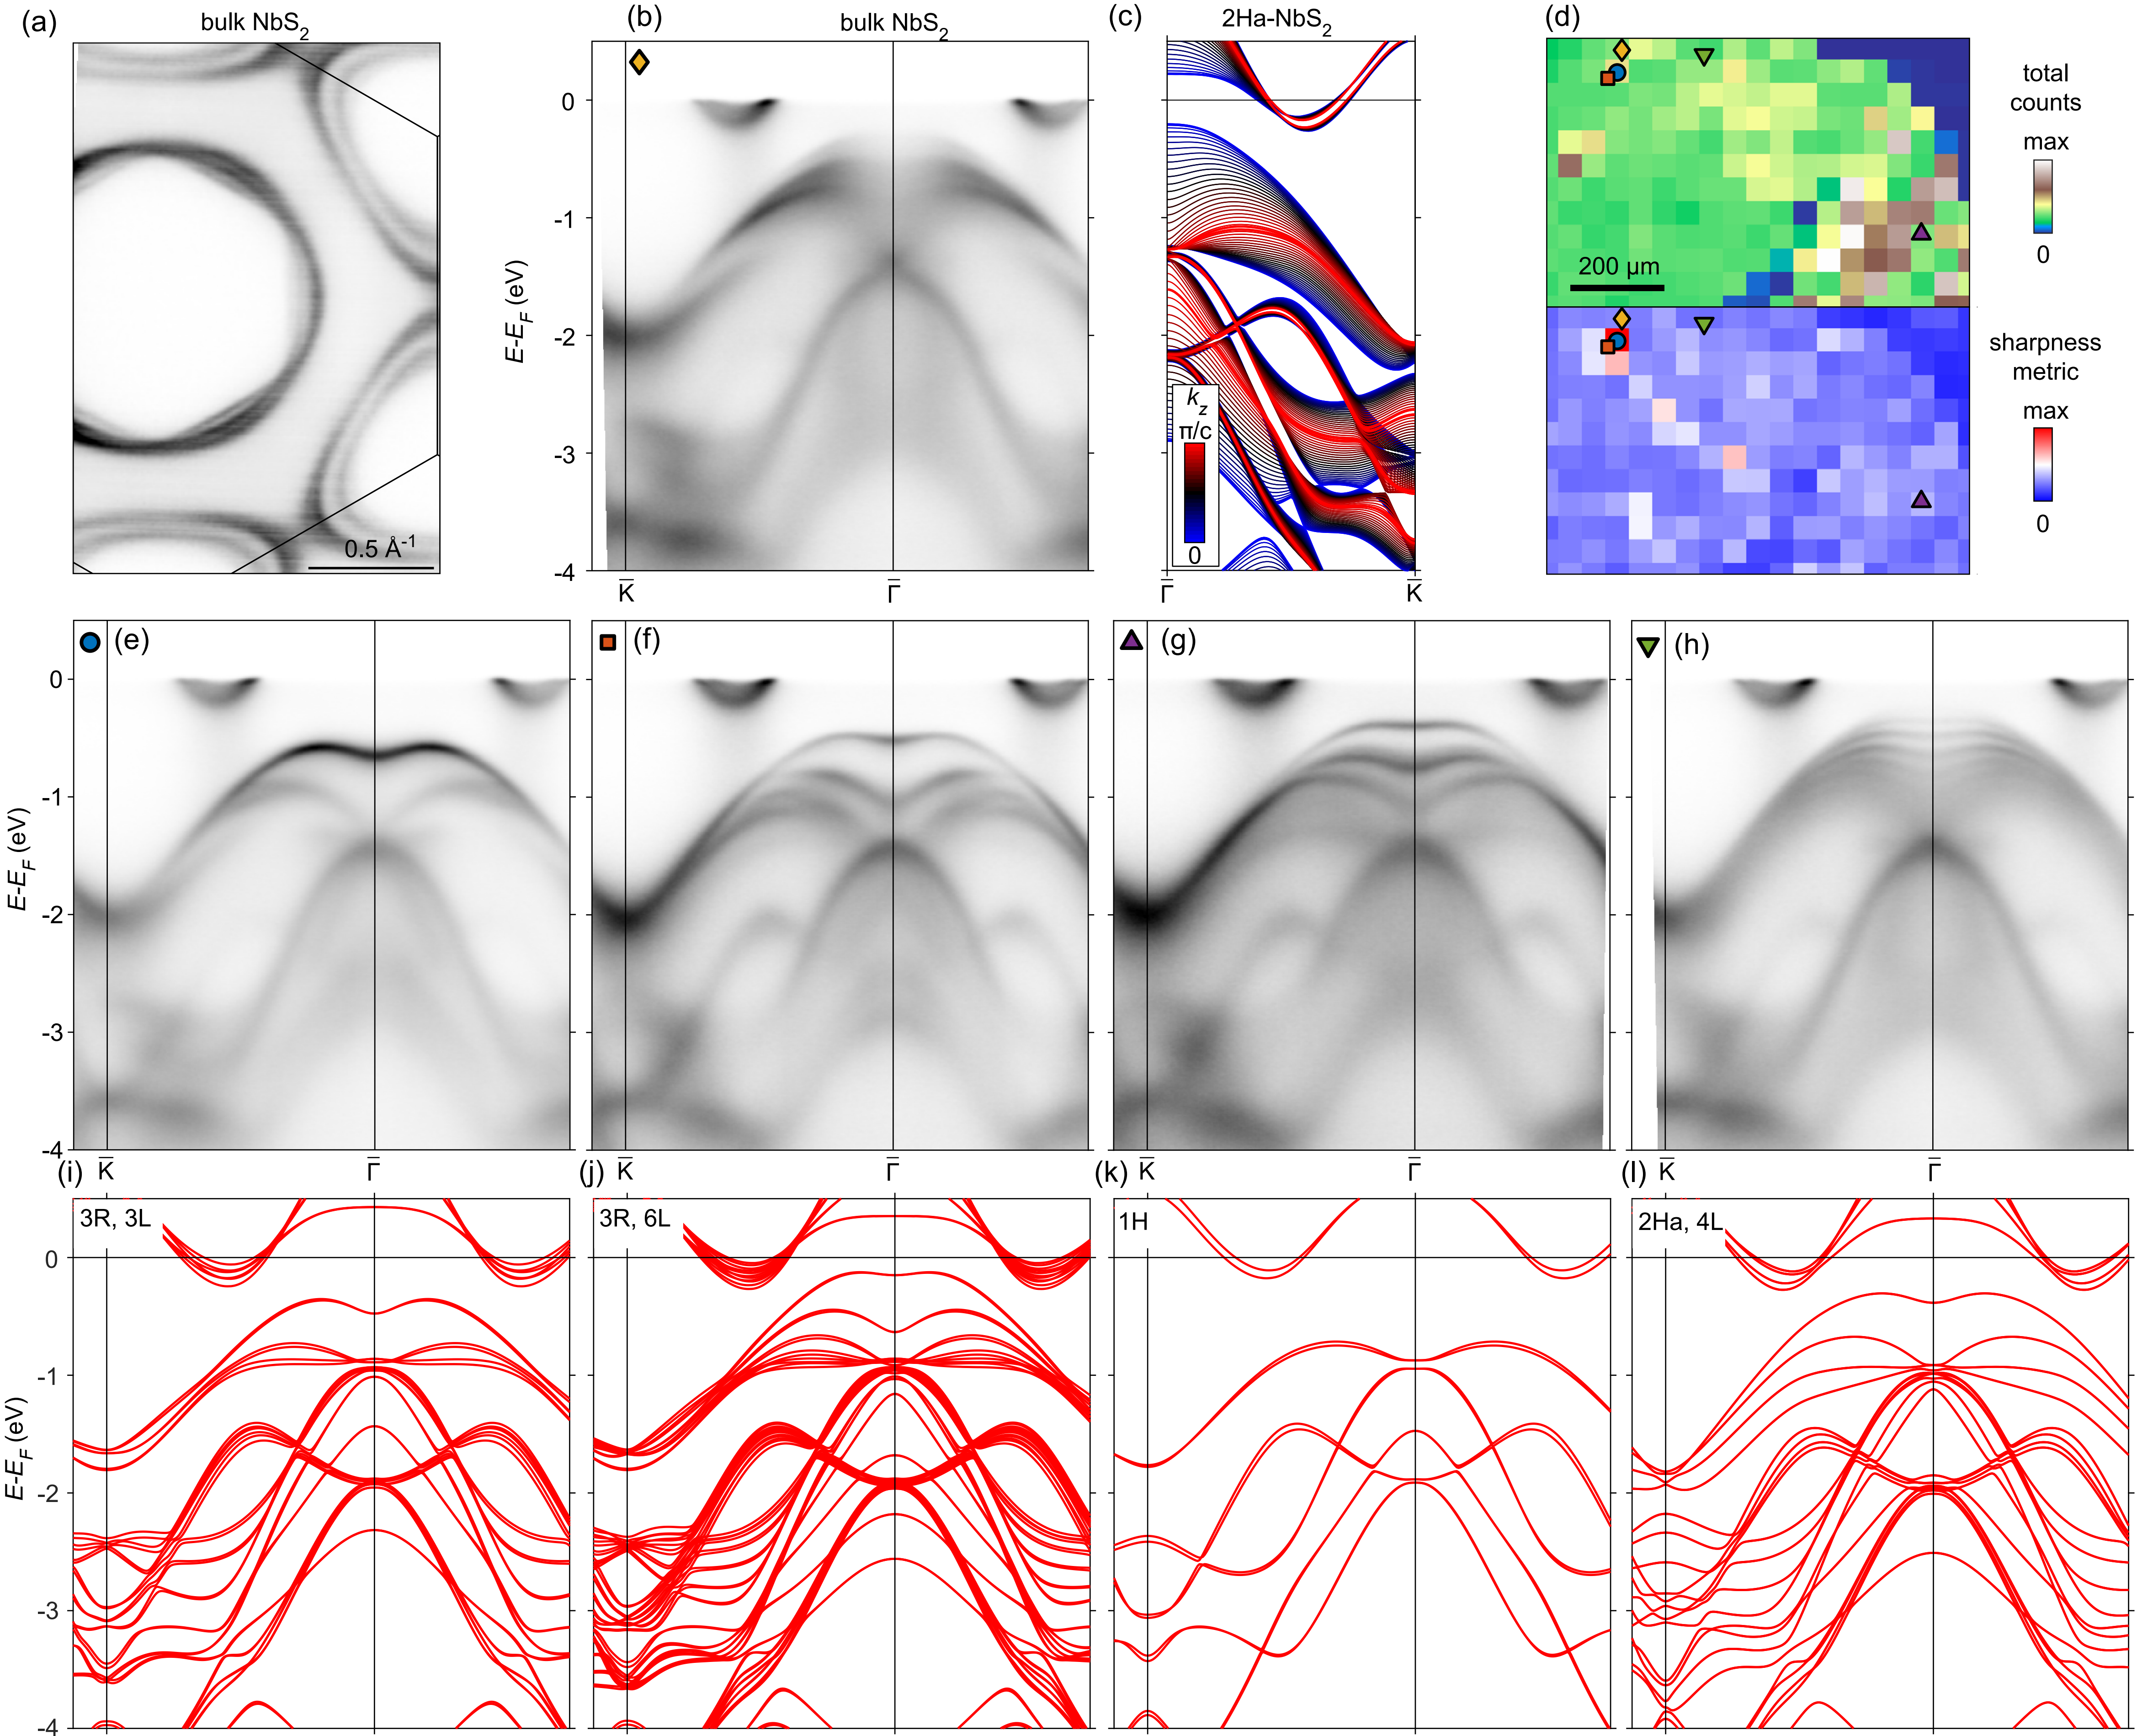 (a)
bulk NbS2
0.5 Å-1
(b)
bulk NbS2
0
-1
-2
-3
-4
E-EF (eV)
K̅
Γ̅
(c)
2Ha-NbS2
kz
π/c
0
Γ̅
K̅
(d)
200 μm
total
counts
max
0
sharpness
metric
max
0
(e)
0
-1
-2
-3
-4
E-EF (eV)
K̅
Γ̅
(f)
K̅
Γ̅
(g)
K̅
Γ̅
(h)
K̅
Γ̅
(i)
3R, 3L
0
-1
-2
-3
-4
E-EF (eV)
(j)
3R, 6L
(k)
1H
(l)
2Ha, 4L